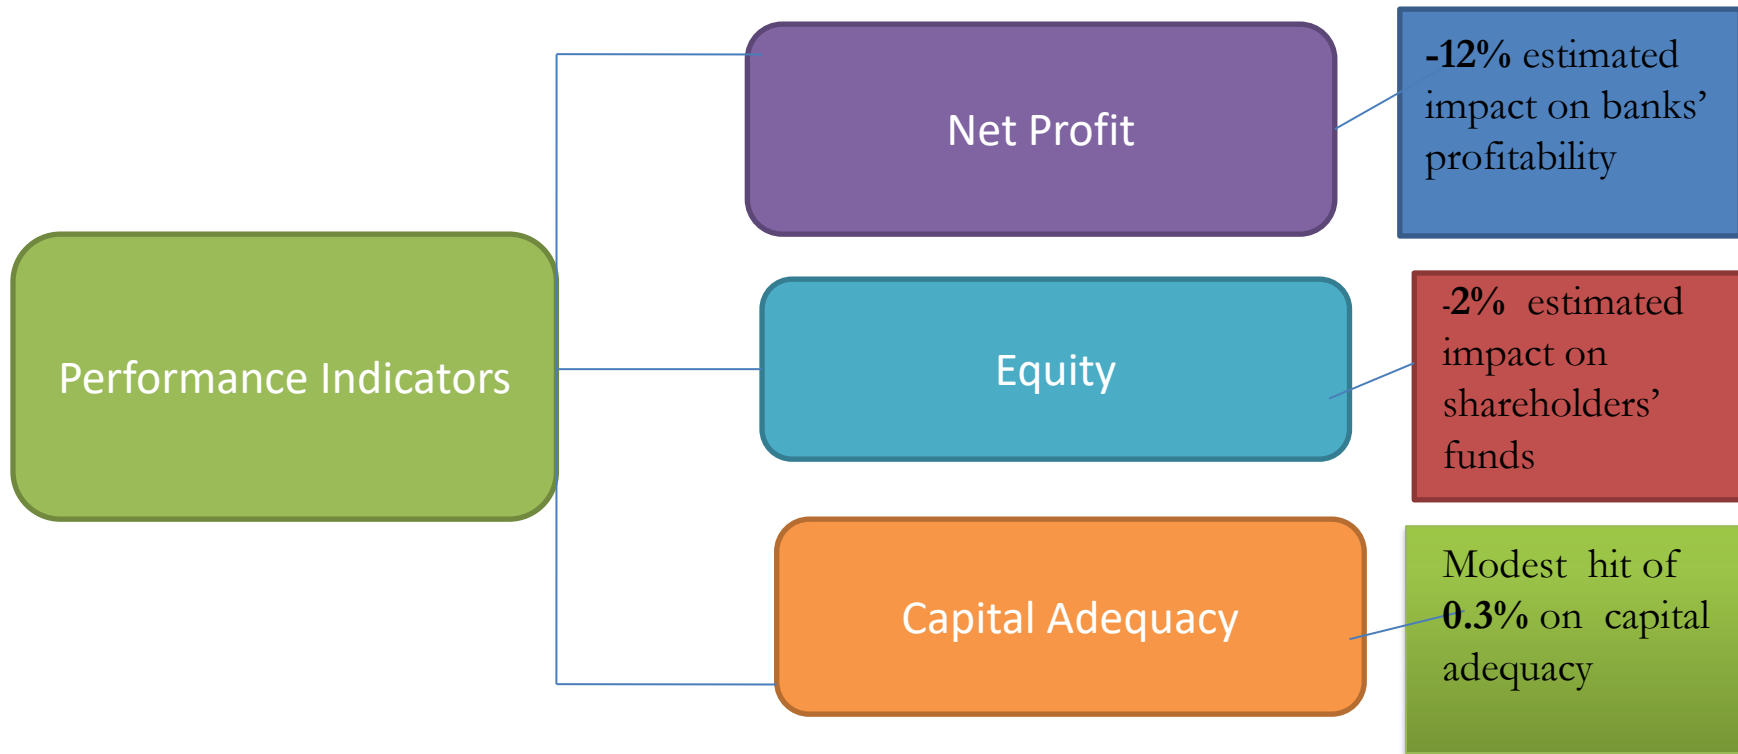 Performance Indicators
Net Profit
-12% estimated
impact on banks’
profitability
Equity
-2% estimated
impact on
shareholders’
funds
Capital Adequacy
Modest hit of
0.3% on capital
adequacy